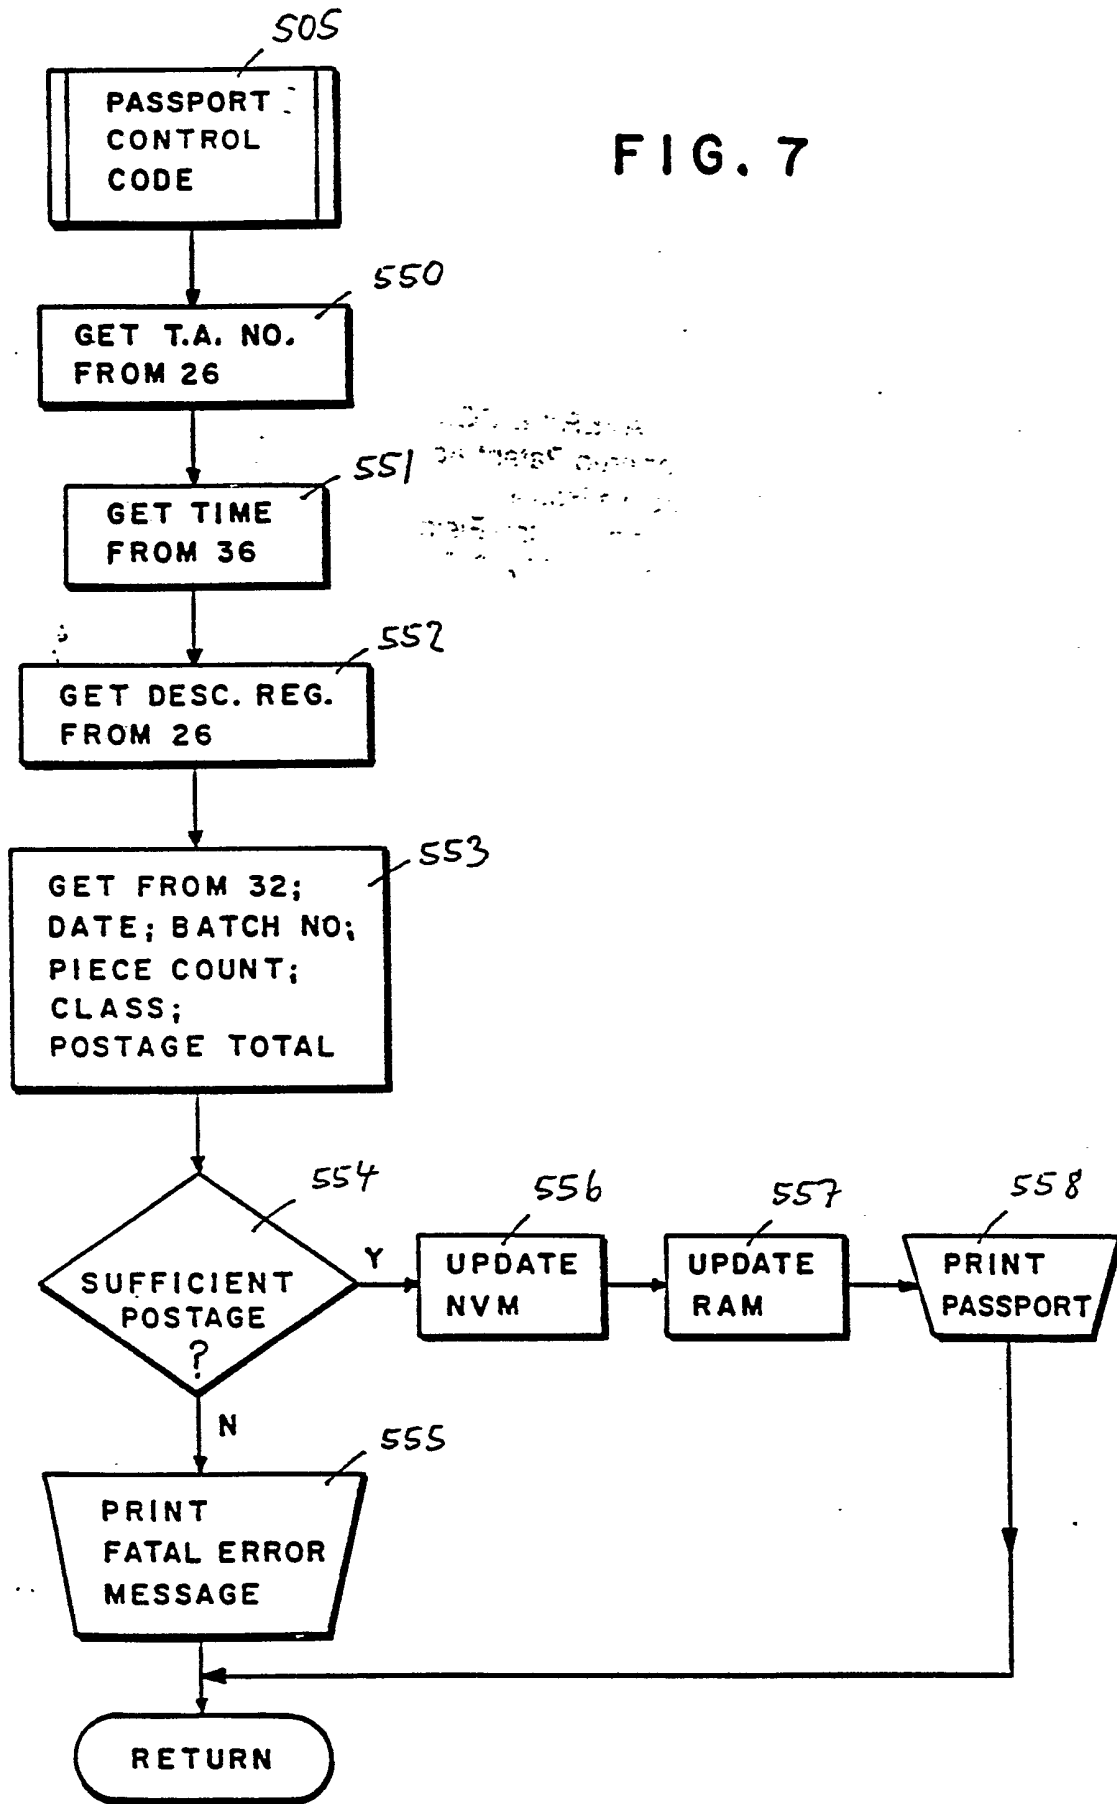 505
PASSPORT
CONTROL
CODE
FIG. 7
550
GET T.A. NO.
FROM 26
551
GET TIME
FROM 36
552
GET DESC. REG.
FROM 26
553
GET FROM 32;
DATE; BATCH NO;
PIECE COUNT;
CLASS;
POSTAGE TOTAL
554
SUFFICIENT
POSTAGE
?
Y
556
UPDATE
NVM
557
UPDATE
RAM
558
PRINT
PASSPORT
N
555
PRINT
FATAL ERROR
MESSAGE
RETURN